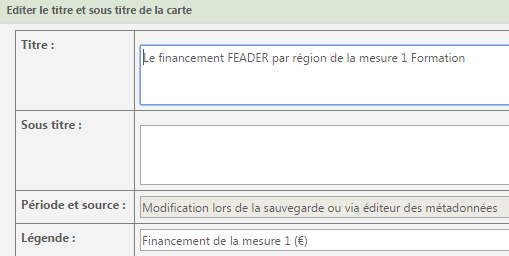 Editer le titre et sous titre de la carte
Titre :
Le financement FEADER par région de la mesure 1 Formation
Sous titre :
Période et source :
Modification lors de la sauvegarde ou via éditeur des métadonnées
Légende :
Financement de la mesure 1 (€)